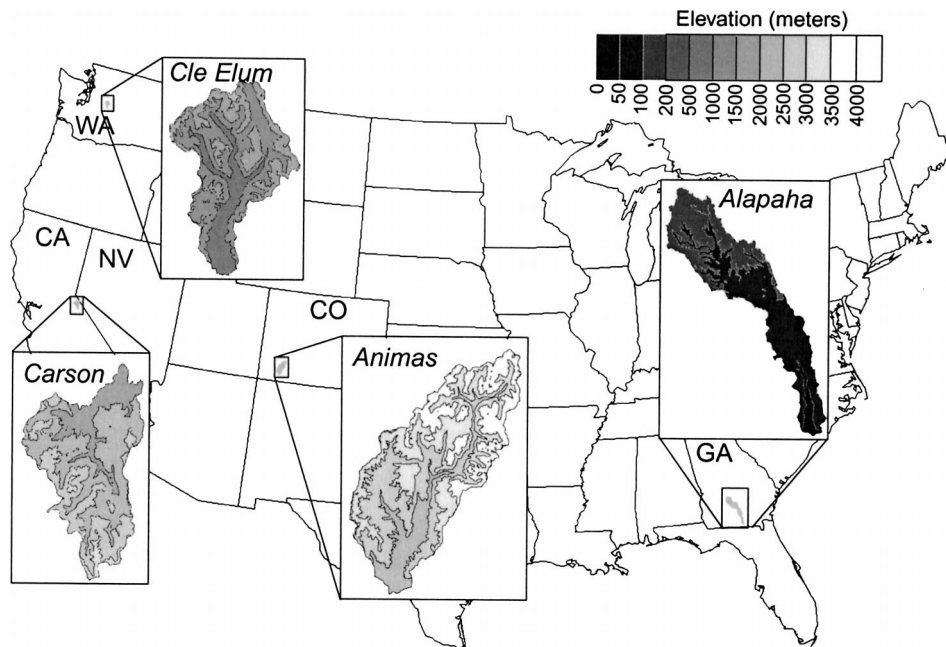 Elevation (meters)
0
50
100
200
500
1000
1500
2000
2500
3000
3500
4000
Cle Elum
WA
Alapaha
CA
NV
CO
Carson
Animas
GA